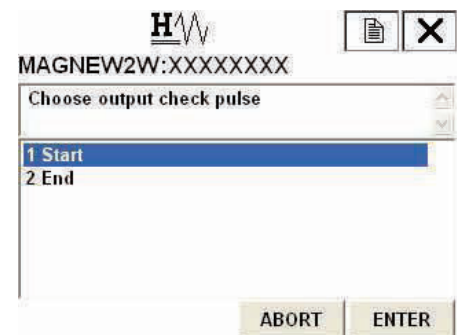 H
MAGNEW2W:XXXXXXXX
Choose output check pulse
1 Start
2 End
ABORT ENTER